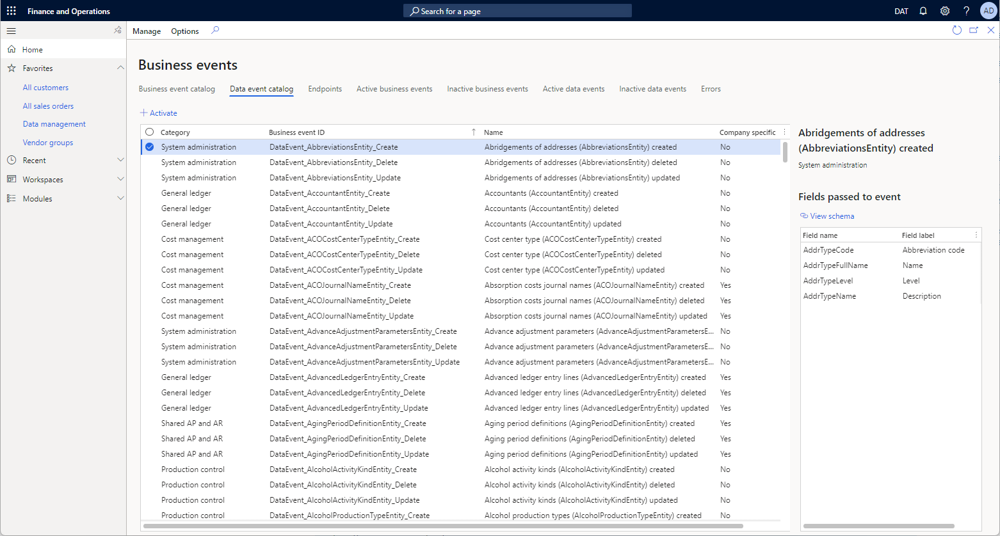 Finance and Operations
Search for a page
DAT
AD
Manage Options
Home
Favorites
All customers
All sales orders
Data management
Vendor groups
Recent
Workspaces
Modules
Business events
Business event catalog Data event catalog Endpoints Active business events Inactive business events Active data events Inactive data events Errors
Activate
Category Business event ID Name Company specific
System administration DataEvent_AbbreviationsEntity_Create Abridgements of addresses (AbbreviationsEntity) created No
System administration DataEvent_AbbreviationsEntity_Delete Abridgements of addresses (AbbreviationsEntity) deleted No
System administration DataEvent_AbbreviationsEntity_Update Abridgements of addresses (AbbreviationsEntity) updated No
General ledger DataEvent_AccountantEntity_Create Accountants (AccountantEntity) created No
General ledger DataEvent_AccountantEntity_Delete Accountants (AccountantEntity) deleted No
General ledger DataEvent_AccountantEntity_Update Accountants (AccountantEntity) updated No
Cost management DataEvent_ACOCostCenterTypeEntity_Create Cost center type (ACOCostCenterTypeEntity) created No
Cost management DataEvent_ACOCostCenterTypeEntity_Delete Cost center type (ACOCostCenterTypeEntity) deleted No
Cost management DataEvent_ACOCostCenterTypeEntity_Update Cost center type (ACOCostCenterTypeEntity) updated No
Cost management DataEvent_ACOJournalNameEntity_Create Absorption costs journal names (ACOJournalNameEntity) created Yes
Cost management DataEvent_ACOJournalNameEntity_Delete Absorption costs journal names (ACOJournalNameEntity) deleted Yes
Cost management DataEvent_ACOJournalNameEntity_Update Absorption costs journal names (ACOJournalNameEntity) updated Yes
System administration DataEvent_AdvanceAdjustmentParametersEntity_Create Advance adjustment parameters (AdvanceAdjustmentParametersE... No
System administration DataEvent_AdvanceAdjustmentParametersEntity_Delete Advance adjustment parameters (AdvanceAdjustmentParametersE... No
System administration DataEvent_AdvanceAdjustmentParametersEntity_Update Advance adjustment parameters (AdvanceAdjustmentParametersE... No
General ledger DataEvent_AdvancedLedgerEntryEntity_Create Advanced ledger entry lines (AdvancedLedgerEntryEntity) created Yes
General ledger DataEvent_AdvancedLedgerEntryEntity_Delete Advanced ledger entry lines (AdvancedLedgerEntryEntity) deleted Yes
General ledger DataEvent_AdvancedLedgerEntryEntity_Update Advanced ledger entry lines (AdvancedLedgerEntryEntity) updated Yes
Shared AP and AR DataEvent_AgingPeriodDefinitionEntity_Create Aging period definitions (AgingPeriodDefinitionEntity) created Yes
Shared AP and AR DataEvent_AgingPeriodDefinitionEntity_Delete Aging period definitions (AgingPeriodDefinitionEntity) deleted Yes
Shared AP and AR DataEvent_AgingPeriodDefinitionEntity_Update Aging period definitions (AgingPeriodDefinitionEntity) updated Yes
Production control DataEvent_AlcoholActivityKindEntity_Create Alcohol activity kinds (AlcoholActivityKindEntity) created No
Production control DataEvent_AlcoholActivityKindEntity_Delete Alcohol activity kinds (AlcoholActivityKindEntity) deleted No
Production control DataEvent_AlcoholActivityKindEntity_Update Alcohol activity kinds (AlcoholActivityKindEntity) updated No
Production control DataEvent_AlcoholProductionTypeEntity_Create Alcohol production types (AlcoholProductionTypeEntity) created No
Abridgements of addresses
(AbbreviationsEntity) created
System administration
Fields passed to event
View schema
Field name Field label
AddrTypeCode Abbreviation code
AddrTypeFullName Name
AddrTypeLevel Level
AddrTypeName Description